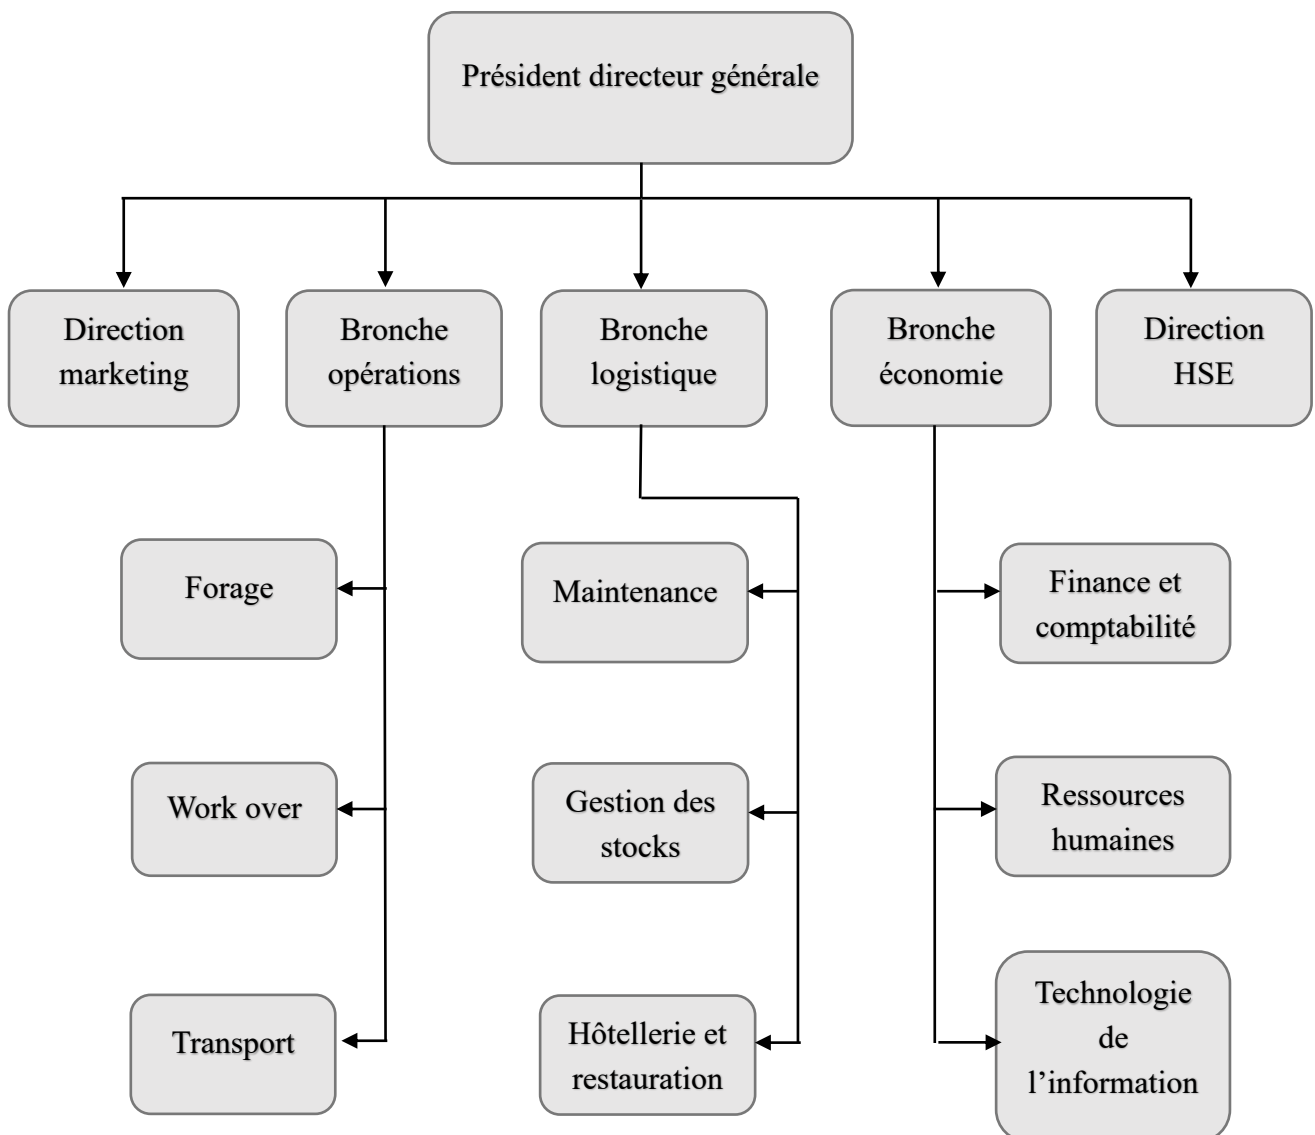 Président directeur générale
Direction
marketing
Bronche
opérations
Bronche
logistique
Bronche
économie
Direction
HSE
Forage
Maintenance
Finance et
comptabilité
Work over
Gestion des
stocks
Ressources
humaines
Transport
Hôtellerie et
restauration
Technologie
de
l’information